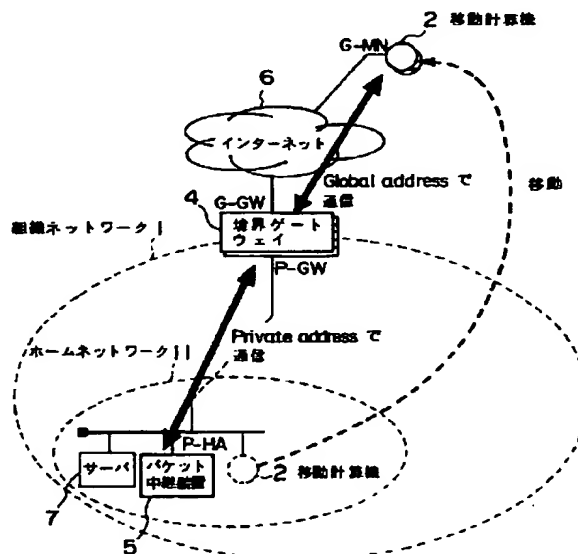 2 移動計算機
G-MN
6
インターネット
Global address で
通信
移動
G-GW
4
境界ゲート
ウェイ
組織ネットワーク 1
P-GW
Private address で
通信
ホームネットワーク 11
P-HA
サーバ
パケット
中継装置
2 移動計算機
7
5